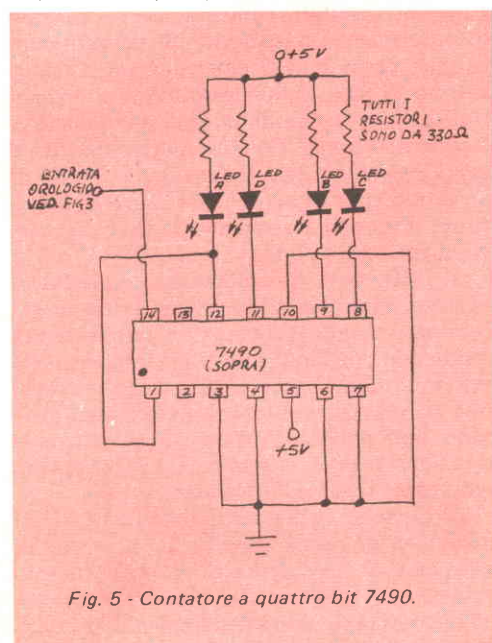 +5V
TUTTI I
RESISTORI
SONO DA 330Ω
ENTRATA
OROLOGIO
VED. FIG 3
LED
A
LED
D
LED
B
LED
C
14 13 12 11 10 9 8
7490
(SOPRA)
1 2 3 4 5 6 7
+5V
Fig. 5 - Contatore a quattro bit 7490.